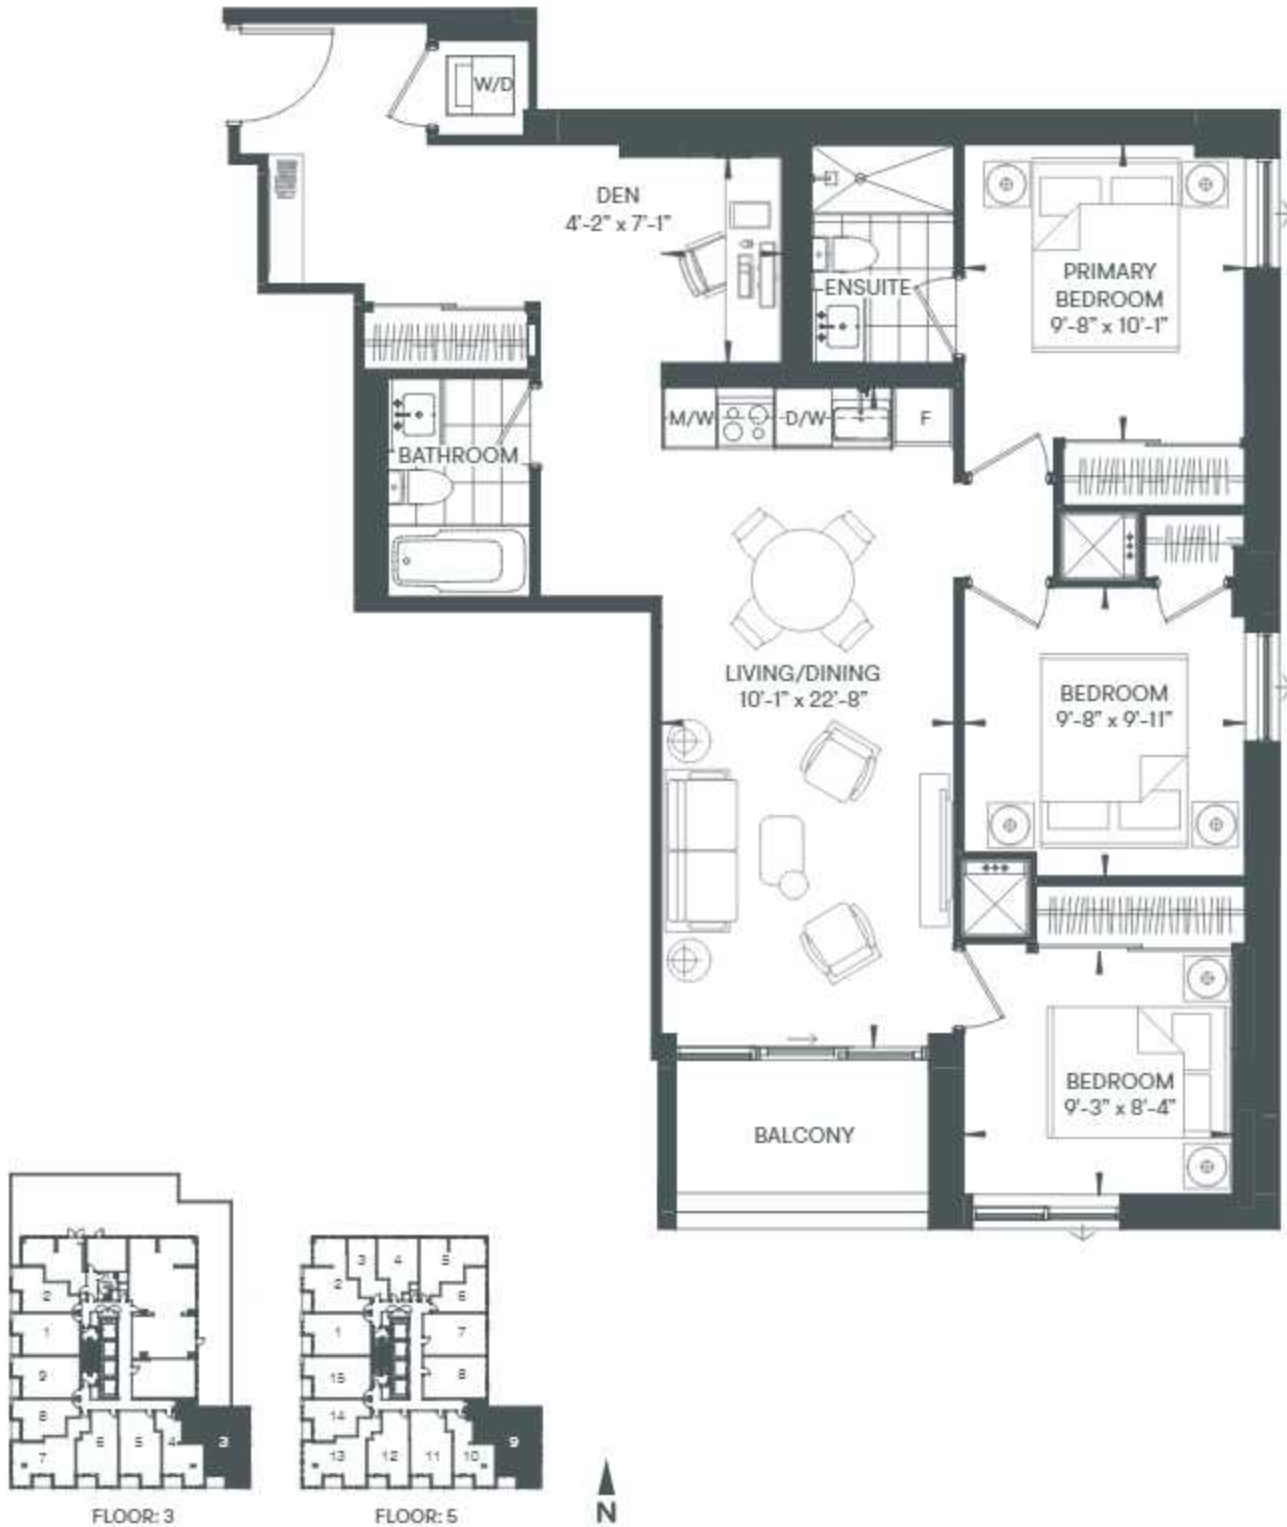 W/D
DEN
4'-2" x 7'-1"
ENSUITE
PRIMARY
BEDROOM
9'-8" x 10'-1"
M/W
D/W
F
BATHROOM
LIVING/DINING
10'-1" x 22'-8"
BEDROOM
9'-8" x 9'-11"
BEDROOM
9'-3" x 8'-4"
BALCONY
2
1
9
8
7
6
5
4
3
FLOOR: 3
3
4
5
2
6
1
7
15
8
14
13
12
11
10
9
FLOOR: 5
N